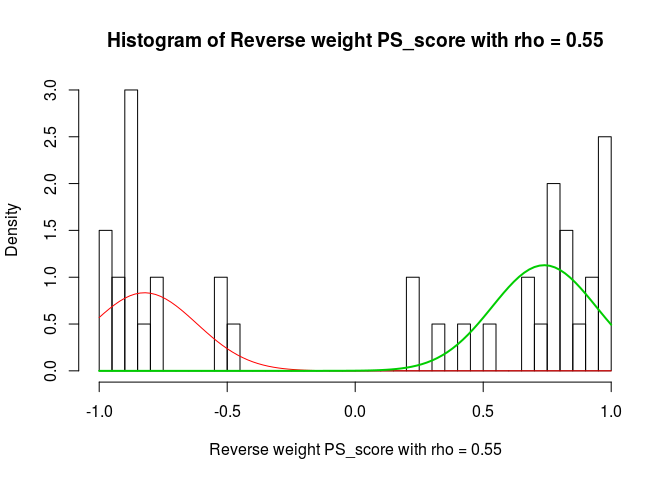 Histogram of Reverse weight PS_score with rho = 0.55
Density
3.0
2.5
2.0
1.5
1.0
0.5
0.0
-1.0 -0.5 0.0 0.5 1.0
Reverse weight PS_score with rho = 0.55